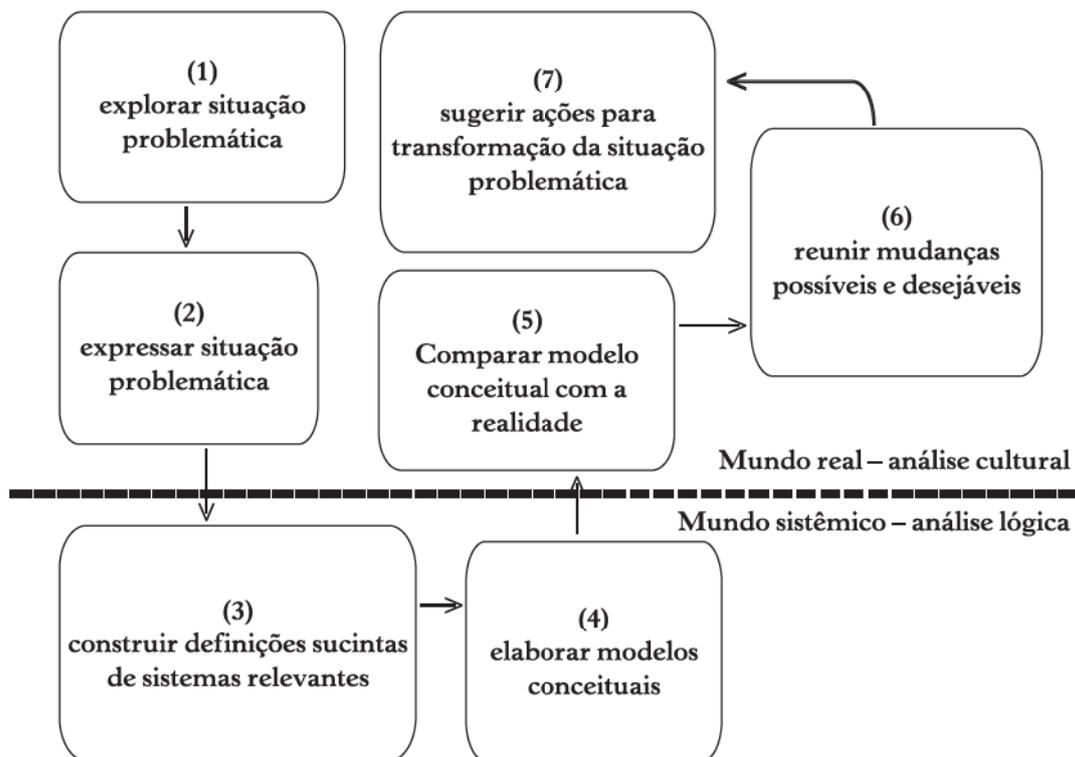 (1)
explorar situação
problemática
(2)
expressar situação
problemática
(3)
construir definições sucintas
de sistemas relevantes
(4)
elaborar modelos
conceituais
(5)
Comparar modelo
conceitual com a
realidade
(6)
reunir mudanças
possíveis e desejáveis
(7)
sugerir ações para
transformação da situação
problemática
Mundo real – análise cultural
Mundo sistêmico – análise lógica